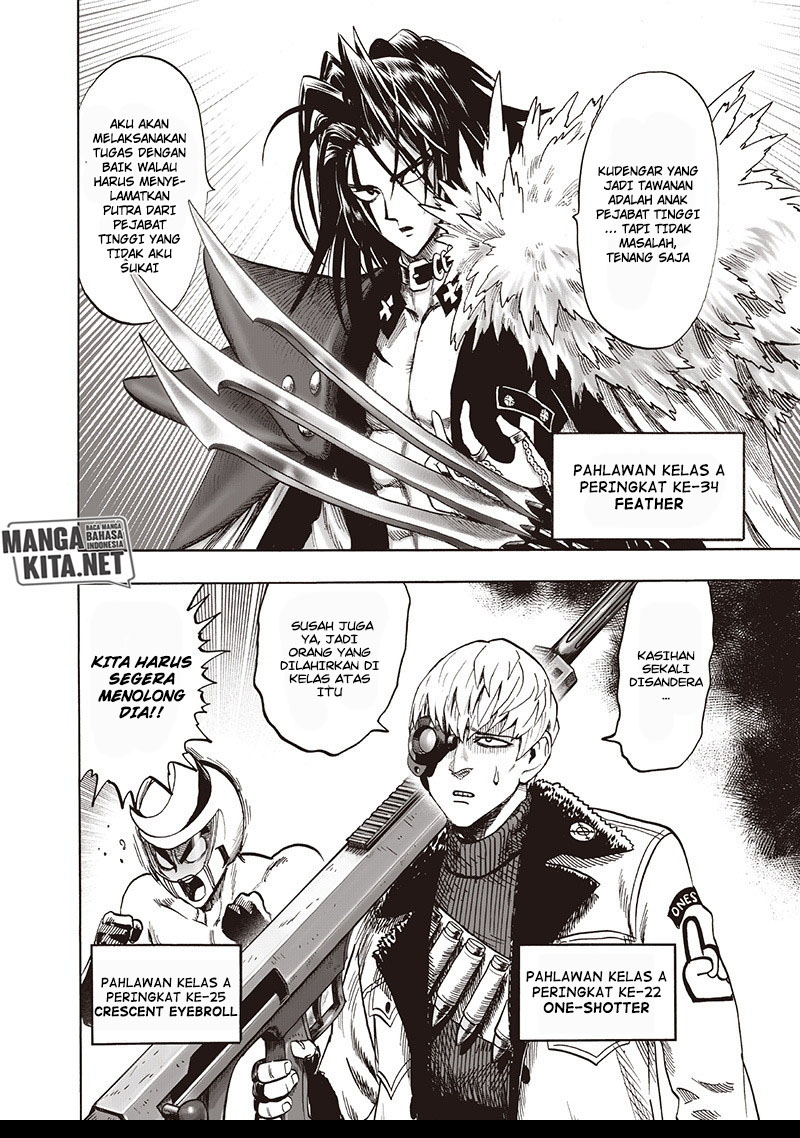 KUDENGAR YANG
JADI TAWANAN
ADALAH ANAK
PEJABAT TINGGI
... TAPI TIDAK
MASALAH,
TENANG SAJA
AKU AKAN
MELAKSANAKAN
TUGAS DENGAN
BAIK WALAU
HARUS MENYE-
LAMATKAN
PUTRA DARI
PEJABAT
TINGGI YANG
TIDAK AKU
SUKAI
PAHLAWAN KELAS A
PERINGKAT KE-34
FEATHER
MANGA
KITA.NET
BACA MANGA
BAHASA
INDONESIA
KASIHAN
SEKALI
DISANDERA
...
SUSAH JUGA
YA, JADI
ORANG YANG
DILAHIRKAN DI
KELAS ATAS
ITU
KITA HARUS
SEGERA
MENOLONG
DIA!!
ONES
PAHLAWAN KELAS A
PERINGKAT KE-22
ONE-SHOTTER
PAHLAWAN KELAS A
PERINGKAT KE-25
CRESCENT EYEBROLL